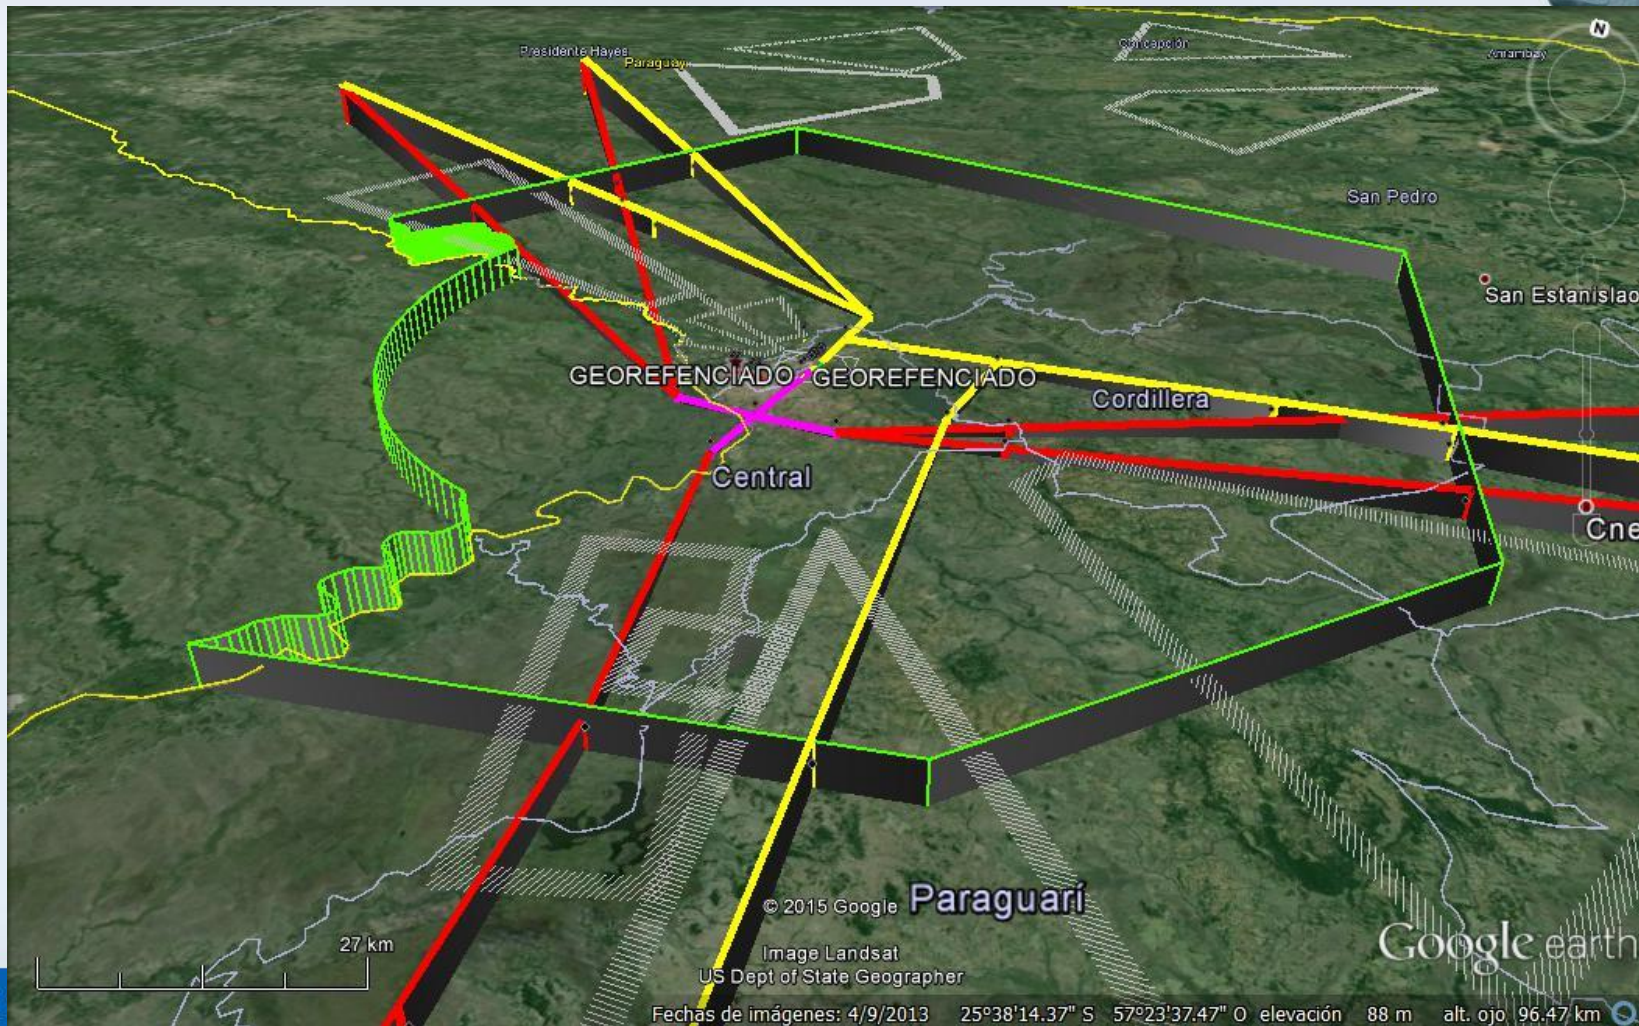 Presidente Hayes
Paraguay
Concepción
Amambay
N
San Pedro
San Estanislao
GEOREFENCIADO
GEOREFENCIADO
Cordillera
Central
Cne
© 2015 Google
Paraguarí
27 km
Image Landsat
US Dept of State Geographer
Google earth
Fechas de imágenes: 4/9/2013 25°38'14.37" S 57°23'37.47" O elevación 88 m alt. ojo 96.47 km